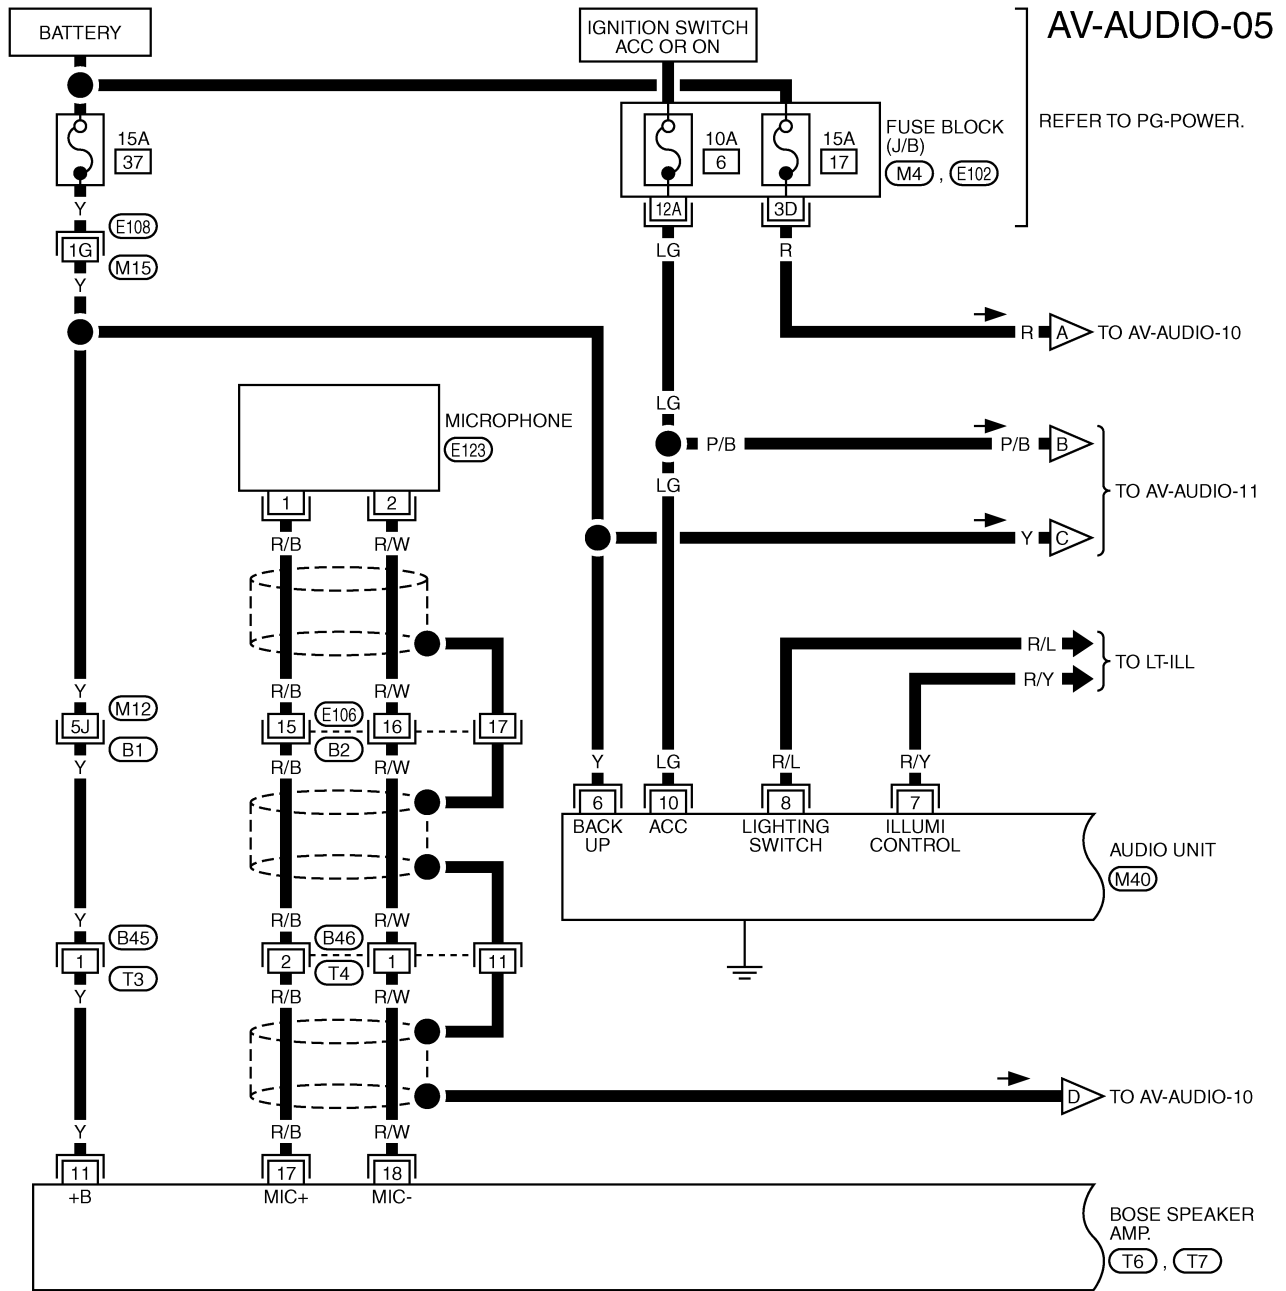 BATTERY
IGNITION SWITCH
ACC OR ON
AV-AUDIO-05
REFER TO PG-POWER.
15A
37
10A
6
15A
17
FUSE BLOCK
(J/B)
M4 , E102
12A
3D
Y
E108
1G
M15
Y
LG
R
R
A
TO AV-AUDIO-10
MICROPHONE
E123
LG
P/B
P/B
B
LG
TO AV-AUDIO-11
Y
C
1
2
R/B
R/W
R/L
R/Y
TO LT-ILL
Y
M12
5J
B1
Y
R/B
R/W
15
E106
16
17
B2
R/B
R/W
Y
LG
R/L
R/Y
6
10
8
7
BACK
UP
ACC
LIGHTING
SWITCH
ILLUMI
CONTROL
AUDIO UNIT
M40
Y
B45
1
T3
Y
R/B
R/W
2
B46
1
11
T4
R/B
R/W
D
TO AV-AUDIO-10
Y
R/B
R/W
11
17
18
+B
MIC+
MIC-
BOSE SPEAKER
AMP.
T6 , T7